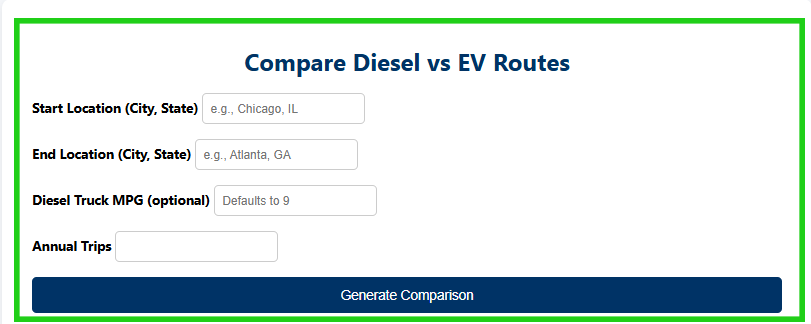 Compare Diesel vs EV Routes
Start Location (City, State) e.g., Chicago, IL
End Location (City, State) e.g., Atlanta, GA
Diesel Truck MPG (optional) Defaults to 9
Annual Trips
Generate Comparison